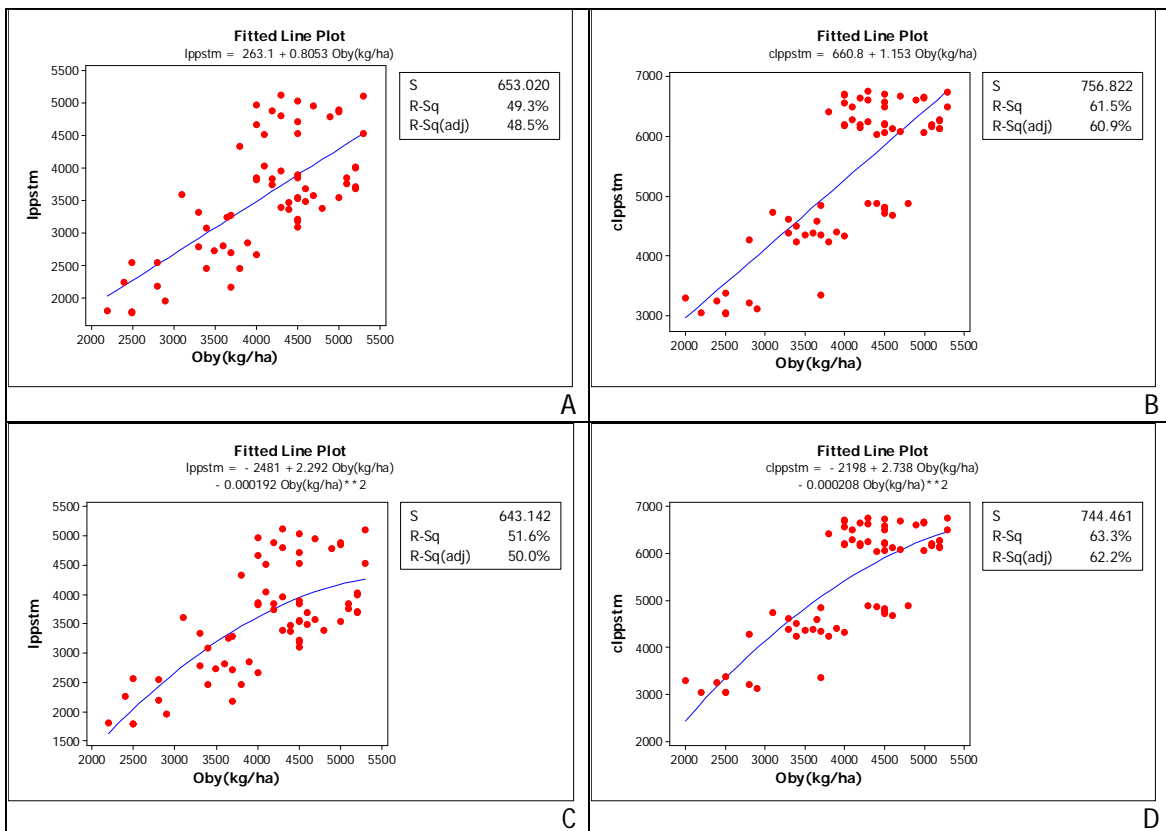 Fitted Line Plot
lppstm = 263.1 + 0.8053 Oby(kg/ha)
S 653.020
R-Sq 49.3%
R-Sq(adj) 48.5%
5500
5000
4500
4000
3500
3000
2500
2000
lppstm
2000 2500 3000 3500 4000 4500 5000 5500
Oby(kg/ha)
A
Fitted Line Plot
clppstm = 660.8 + 1.153 Oby(kg/ha)
S 756.822
R-Sq 61.5%
R-Sq(adj) 60.9%
7000
6000
5000
4000
3000
clppstm
2000 2500 3000 3500 4000 4500 5000 5500
Oby(kg/ha)
B
Fitted Line Plot
lppstm = - 2481 + 2.292 Oby(kg/ha)
- 0.000192 Oby(kg/ha)**2
S 643.142
R-Sq 51.6%
R-Sq(adj) 50.0%
5500
5000
4500
4000
3500
3000
2500
2000
1500
lppstm
2000 2500 3000 3500 4000 4500 5000 5500
Oby(kg/ha)
C
Fitted Line Plot
clppstm = - 2198 + 2.738 Oby(kg/ha)
- 0.000208 Oby(kg/ha)**2
S 744.461
R-Sq 63.3%
R-Sq(adj) 62.2%
7000
6000
5000
4000
3000
2000
clppstm
2000 2500 3000 3500 4000 4500 5000 5500
Oby(kg/ha)
D